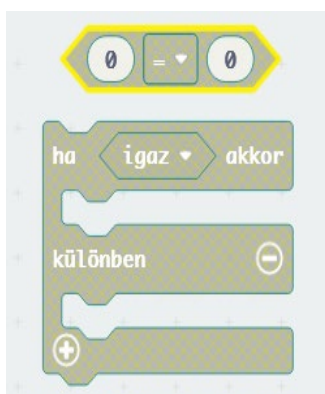 0 = 0
ha igaz akkor
különben